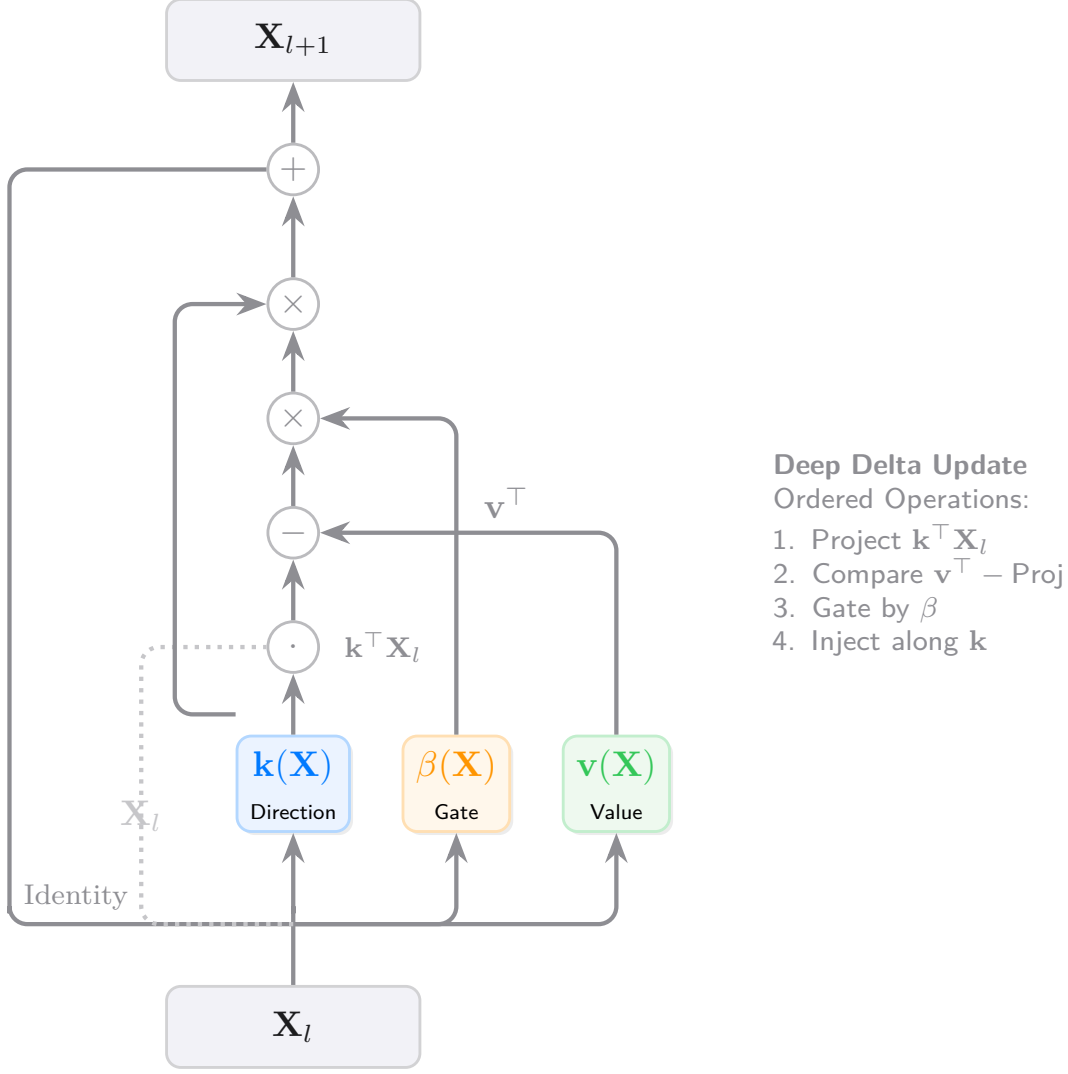 𝐗_{l+1}
+
×
×
𝐯^⊤
−
·
𝐤^⊤𝐗_l
𝐤(𝐗)
Direction
β(𝐗)
Gate
𝐯(𝐗)
Value
𝐗_l
Identity
𝐗_l
Deep Delta Update
Ordered Operations:
1. Project 𝐤^⊤𝐗_l
2. Compare 𝐯^⊤ − Proj
3. Gate by β
4. Inject along 𝐤